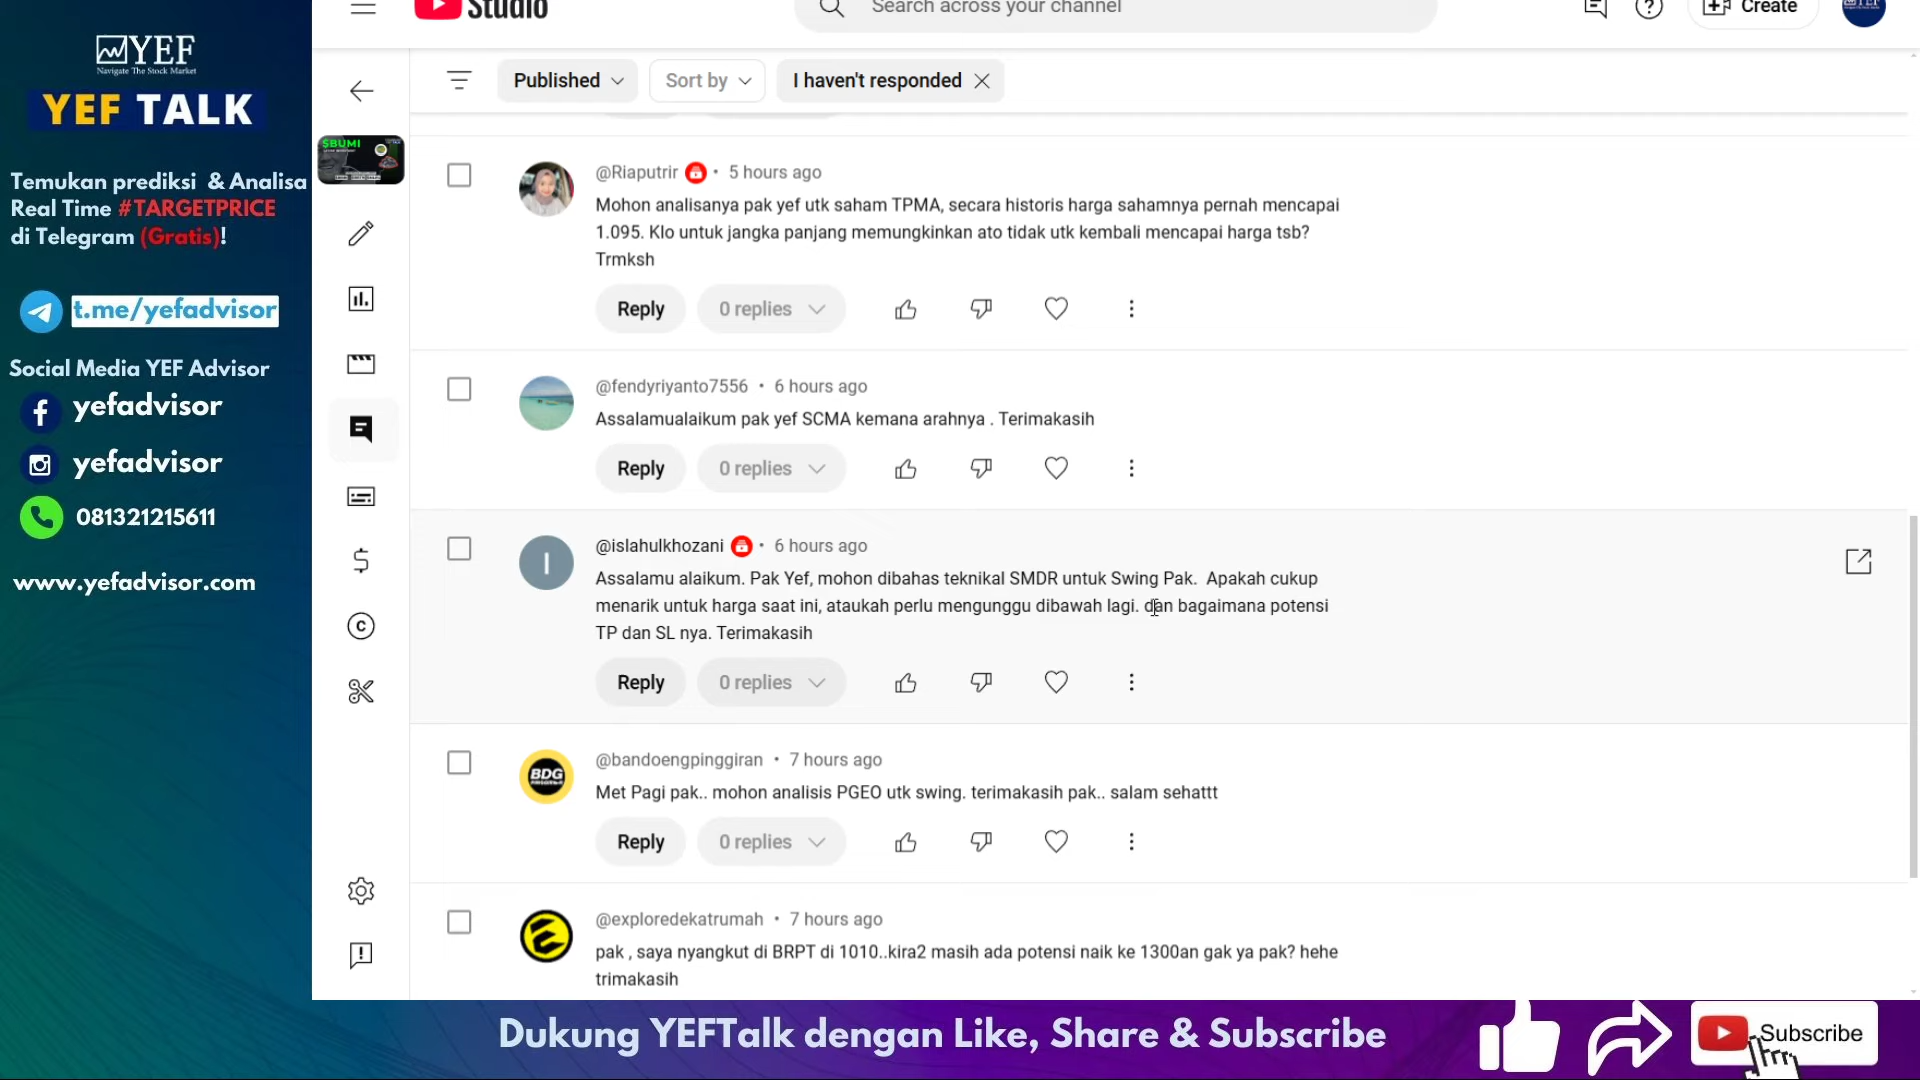 YEF
Navigate The Stock Market
YEF TALK
Temukan prediksi & Analisa
Real Time #TARGETPRICE
di Telegram (Gratis)!
t.me/yefadvisor
Social Media YEF Advisor
yefadvisor
yefadvisor
081321215611
www.yefadvisor.com
Studio
Search across your channel
Create
Published
Sort by
I haven't responded
$BUMI
@Riaputrir • 5 hours ago
Mohon analisanya pak yef utk saham TPMA, secara historis harga sahamnya pernah mencapai
1.095. Klo untuk jangka panjang memungkinkan ato tidak utk kembali mencapai harga tsb?
Trmksh
Reply
0 replies
@fendyriyanto7556 • 6 hours ago
Assalamualaikum pak yef SCMA kemana arahnya . Terimakasih
Reply
0 replies
I
@islahulkhozani • 6 hours ago
Assalamu alaikum. Pak Yef, mohon dibahas teknikal SMDR untuk Swing Pak. Apakah cukup
menarik untuk harga saat ini, ataukah perlu mengunggu dibawah lagi. dan bagaimana potensi
TP dan SL nya. Terimakasih
Reply
0 replies
BDG
@bandoengpinggiran • 7 hours ago
Met Pagi pak.. mohon analisis PGEO utk swing. terimakasih pak.. salam sehattt
Reply
0 replies
@exploredekatrumah • 7 hours ago
pak , saya nyangkut di BRPT di 1010..kira2 masih ada potensi naik ke 1300an gak ya pak? hehe
trimakasih
Dukung YEFTalk dengan Like, Share & Subscribe
Subscribe